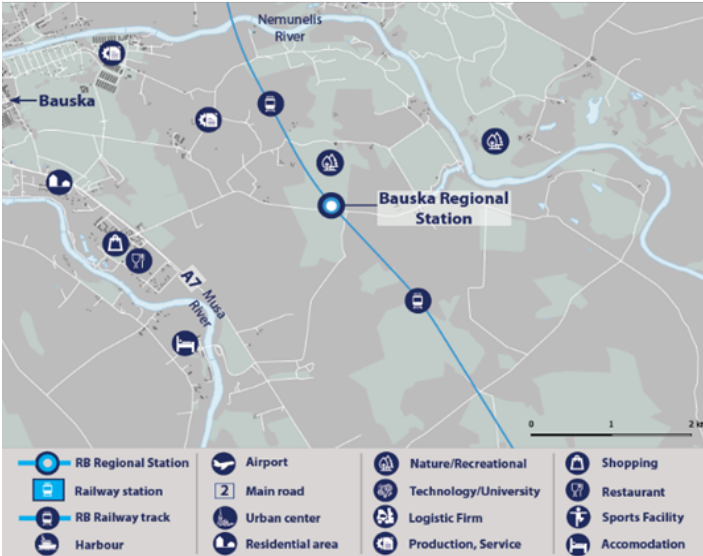 Nemunelis
River
Bauska
Bauska Regional
Station
A7
Musa
River
0 1 2 km
RB Regional Station
Railway station
RB Railway track
Harbour
Airport
2 Main road
Urban center
Residential area
Nature/Recreational
Technology/University
Logistic Firm
Production, Service
Shopping
Restaurant
Sports Facility
Accomodation